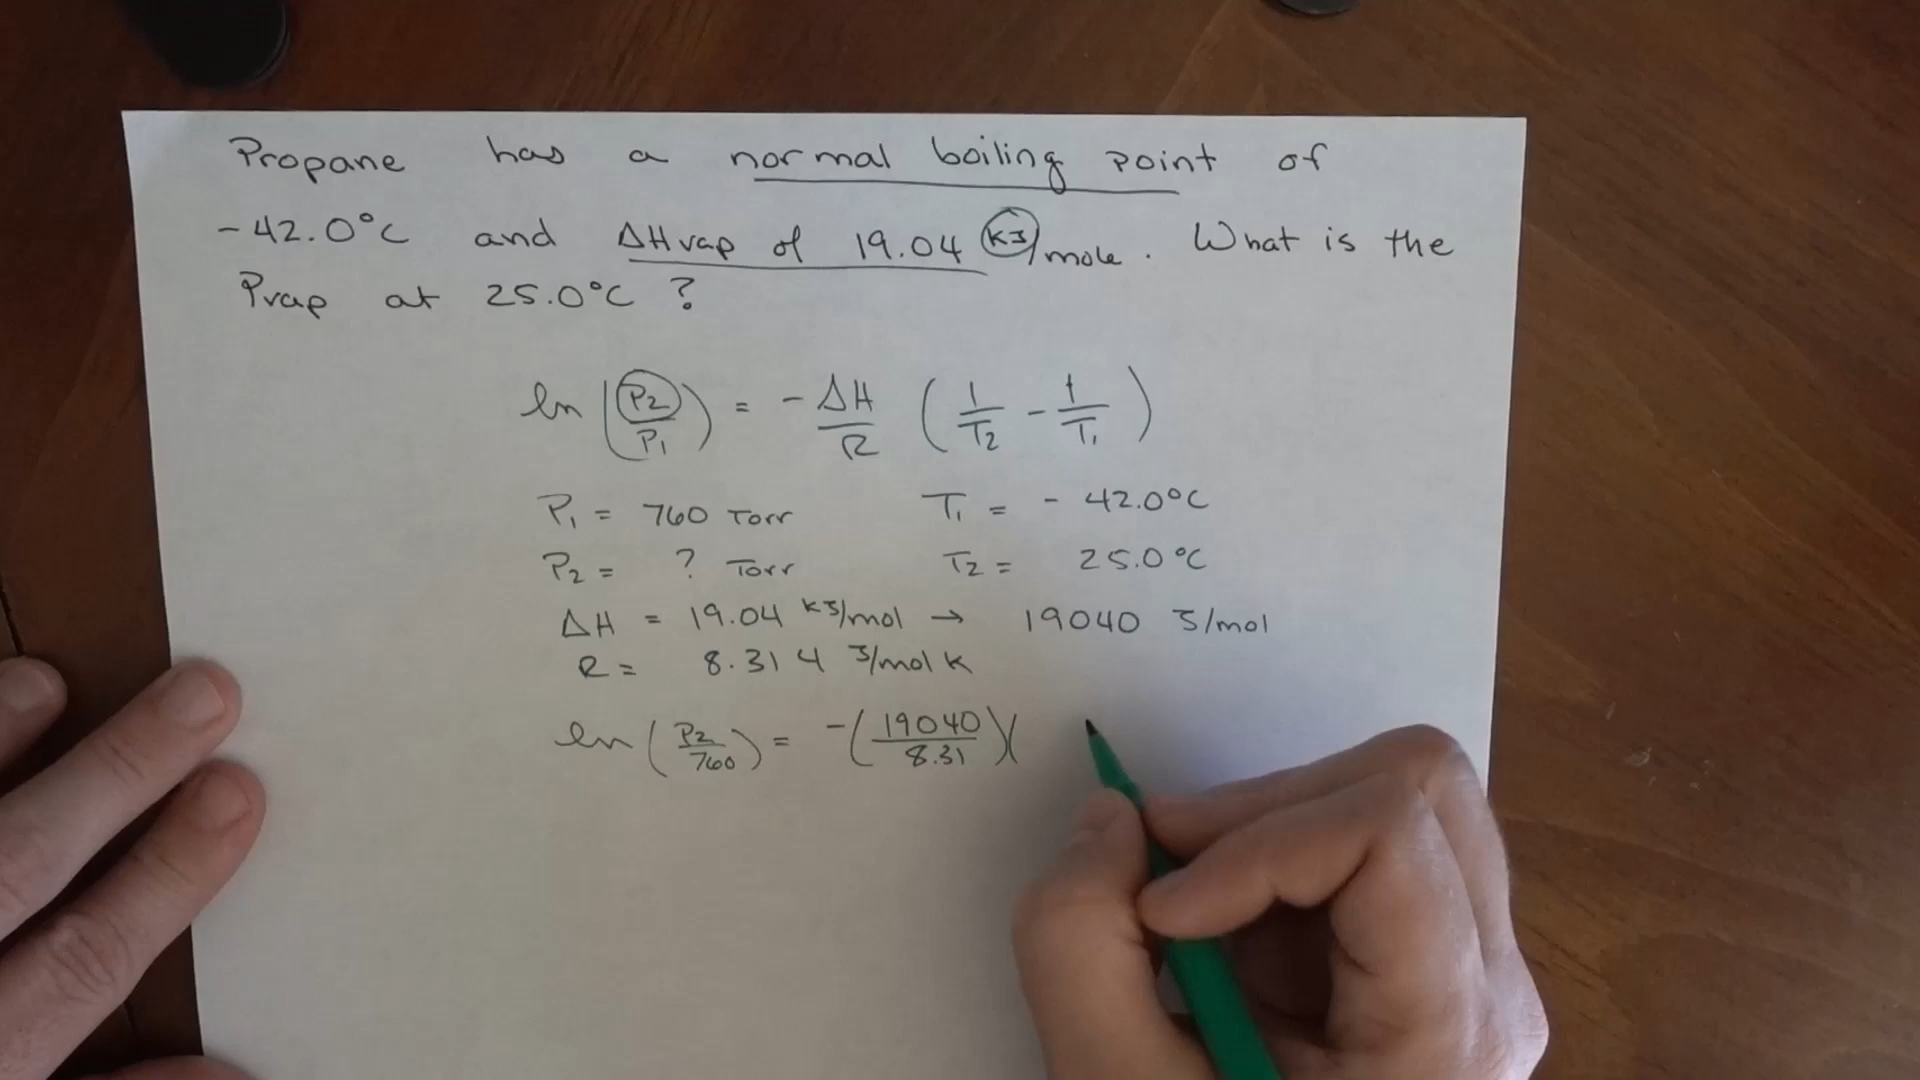 Propane has a normal boiling point of
-42.0°C and ΔHvap of 19.04 kJ/mole. What is the
Pvap at 25.0°C ?
ln (P2/P1) = - ΔH/R (1/T2 - 1/T1)
P1 = 760 Torr T1 = - 42.0°C
P2 = ? Torr T2 = 25.0°C
ΔH = 19.04 kJ/mol → 19040 J/mol
R = 8.314 J/mol K
ln (P2/760) = -(19040/8.31)(